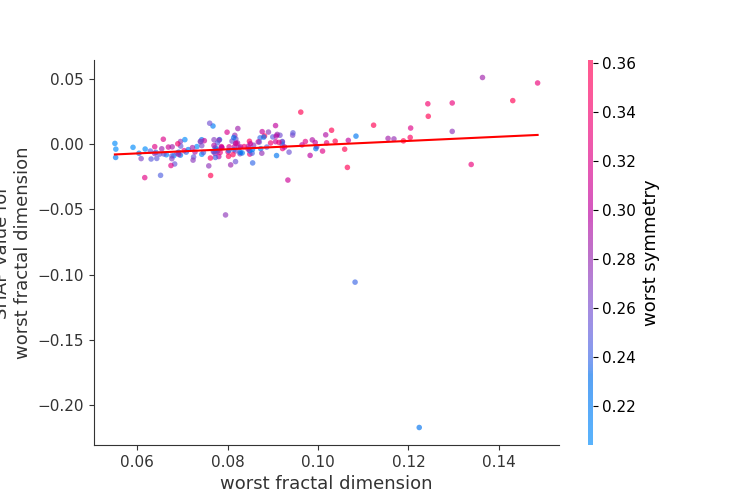 0.05
0.00
−0.05
−0.10
−0.15
−0.20
SHAP value for
worst fractal dimension
0.06 0.08 0.10 0.12 0.14
worst fractal dimension
0.36
0.34
0.32
0.30
0.28
0.26
0.24
0.22
worst symmetry